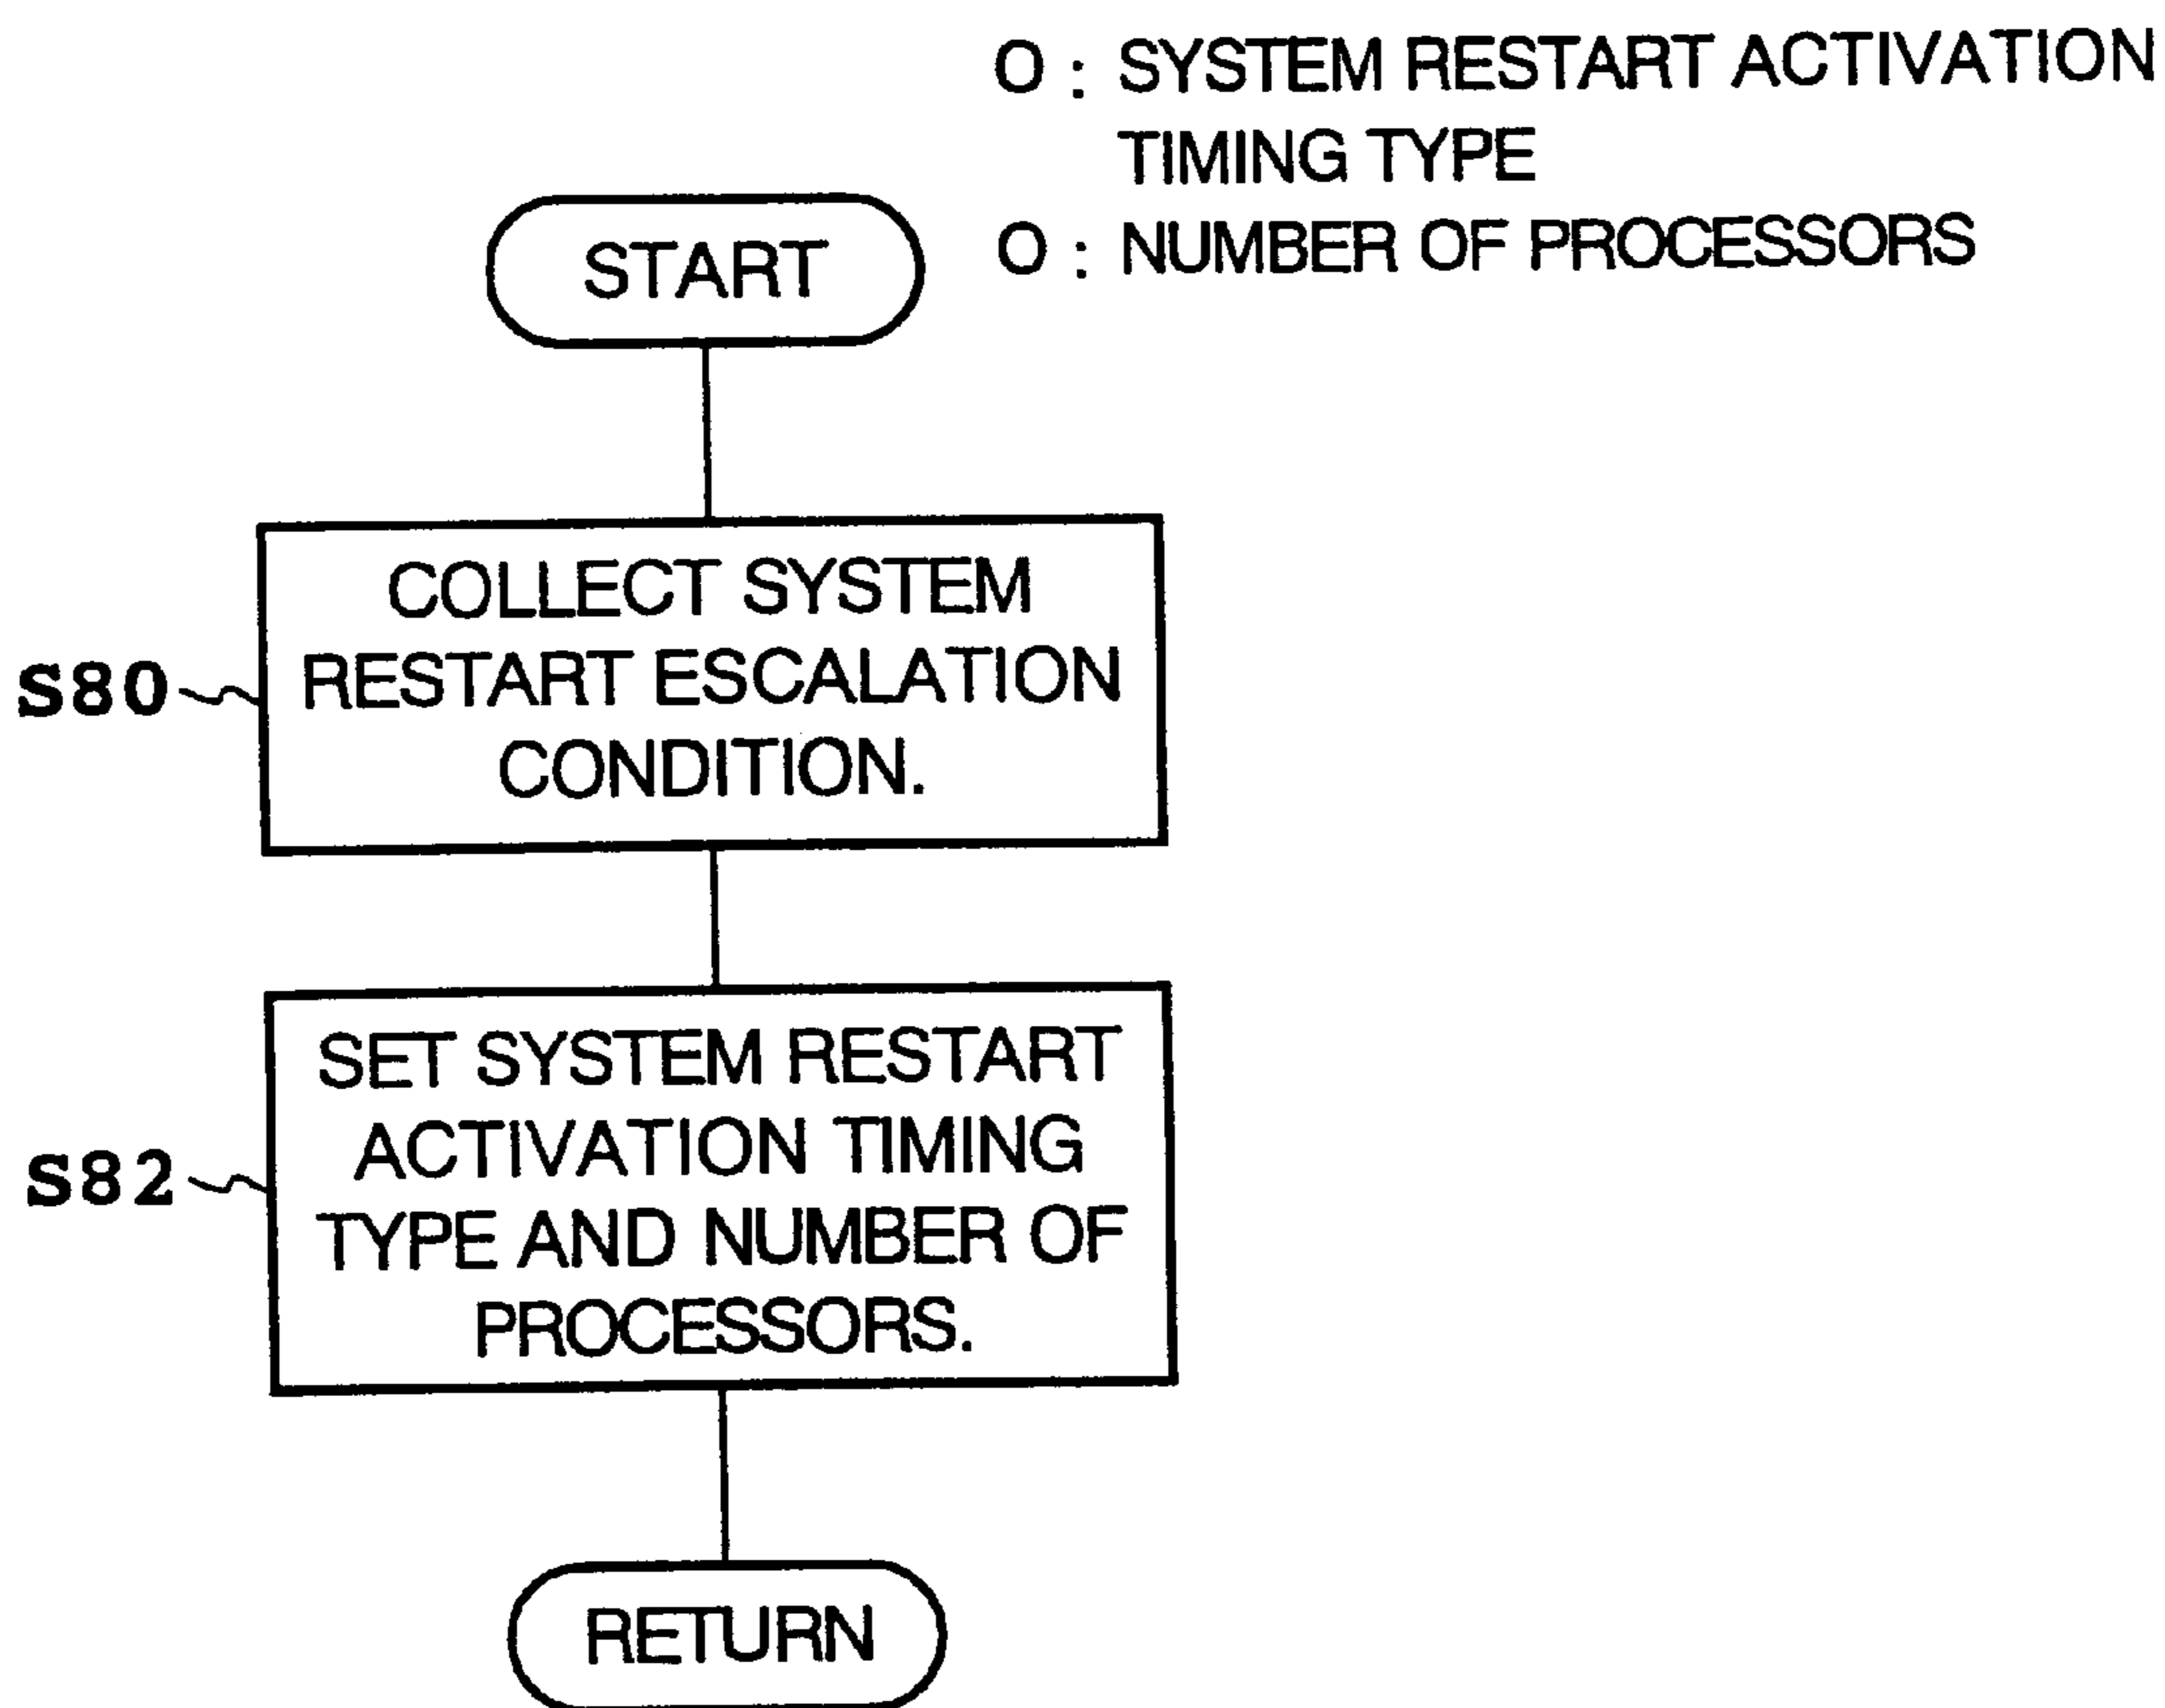 O : SYSTEM RESTART ACTIVATION
TIMING TYPE
O : NUMBER OF PROCESSORS
START
COLLECT SYSTEM
RESTART ESCALATION
CONDITION.
S80
SET SYSTEM RESTART
ACTIVATION TIMING
TYPE AND NUMBER OF
PROCESSORS.
S82
RETURN